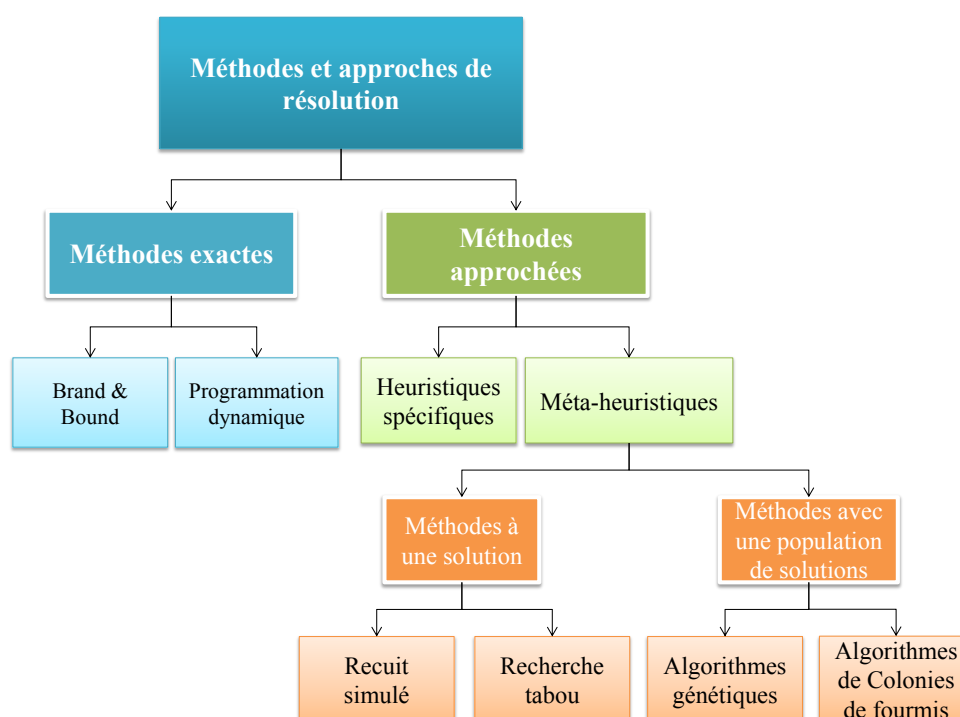 Méthodes et approches de
résolution
Méthodes exactes
Méthodes
approchées
Brand &
Bound
Programmation
dynamique
Heuristiques
spécifiques
Méta-heuristiques
Méthodes à
une solution
Méthodes avec
une population
de solutions
Recuit
simulé
Recherche
tabou
Algorithmes
génétiques
Algorithmes
de Colonies
de fourmis